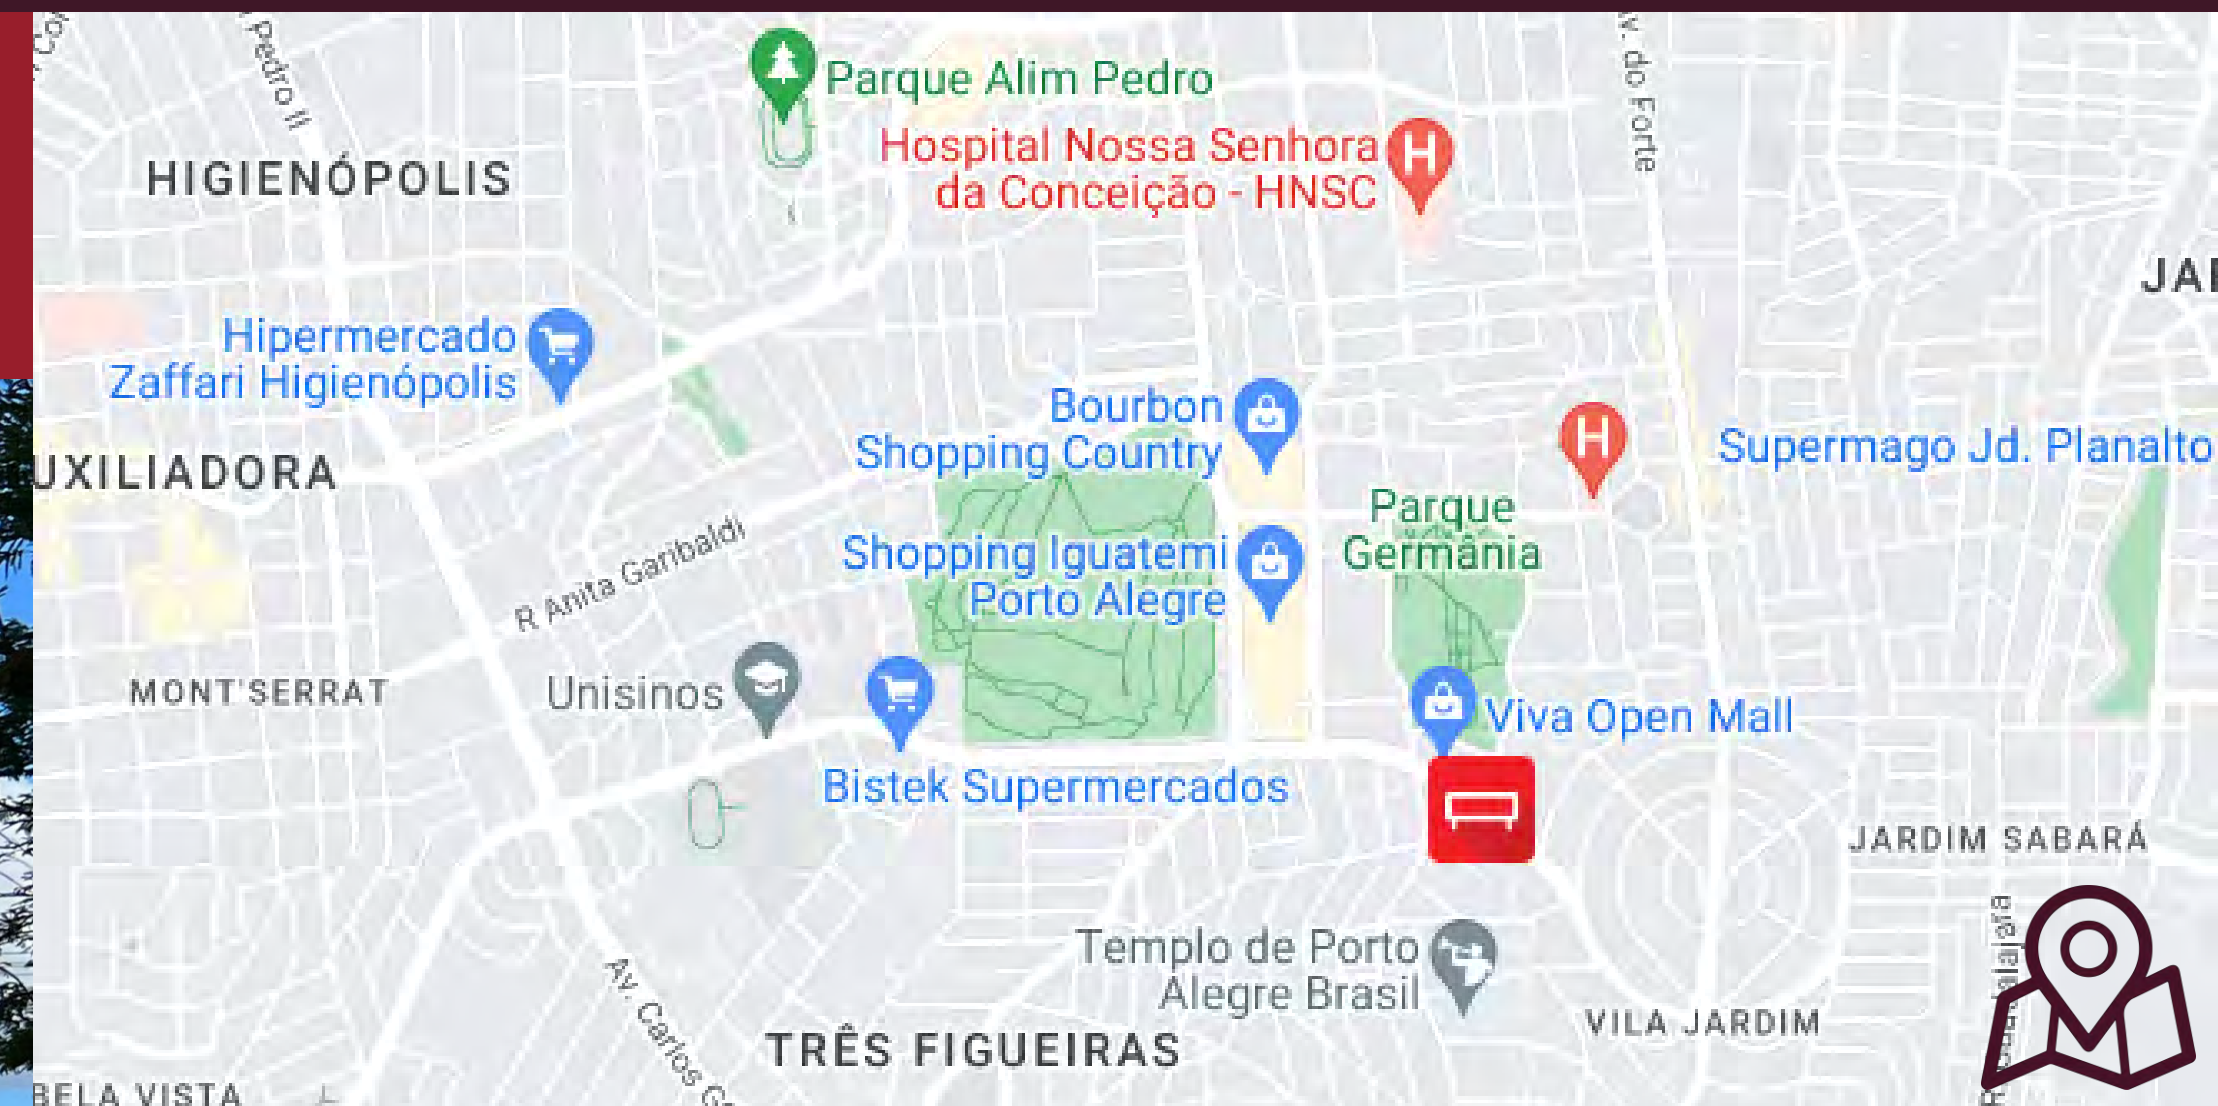 Pedro II
Av. do Forte
Parque Alim Pedro
Hospital Nossa Senhora
da Conceição - HNSC
HIGIENÓPOLIS
Hipermercado
Zaffari Higienópolis
UXILIADORA
Bourbon
Shopping Country
Supermago Jd. Planalto
Parque
Germânia
Shopping Iguatemi
Porto Alegre
R Anita Garibaldi
MONT'SERRAT
Unisinos
Viva Open Mall
Bistek Supermercados
JARDIM SABARÁ
Templo de Porto
Alegre Brasil
VILA JARDIM
Av. Carlos G
TRÊS FIGUEIRAS
BELA VISTA